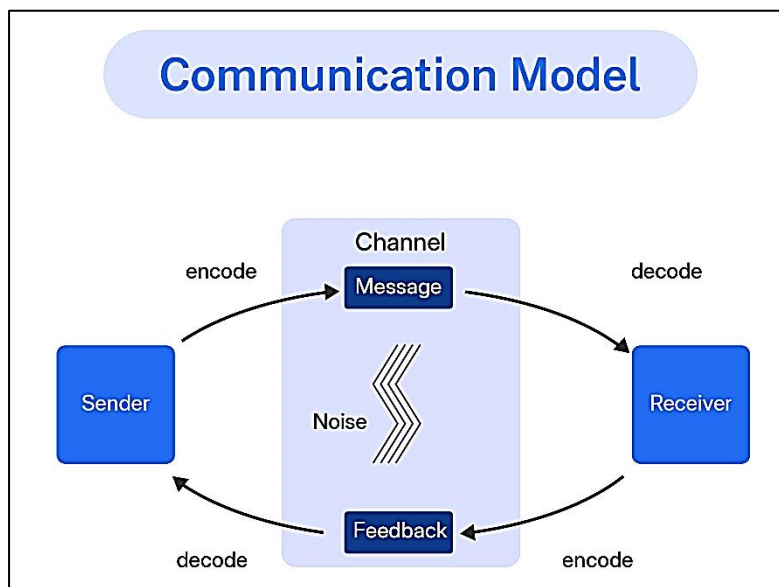 Communication Model
Channel
encode
decode
Message
Sender
Receiver
Noise
Feedback
decode
encode